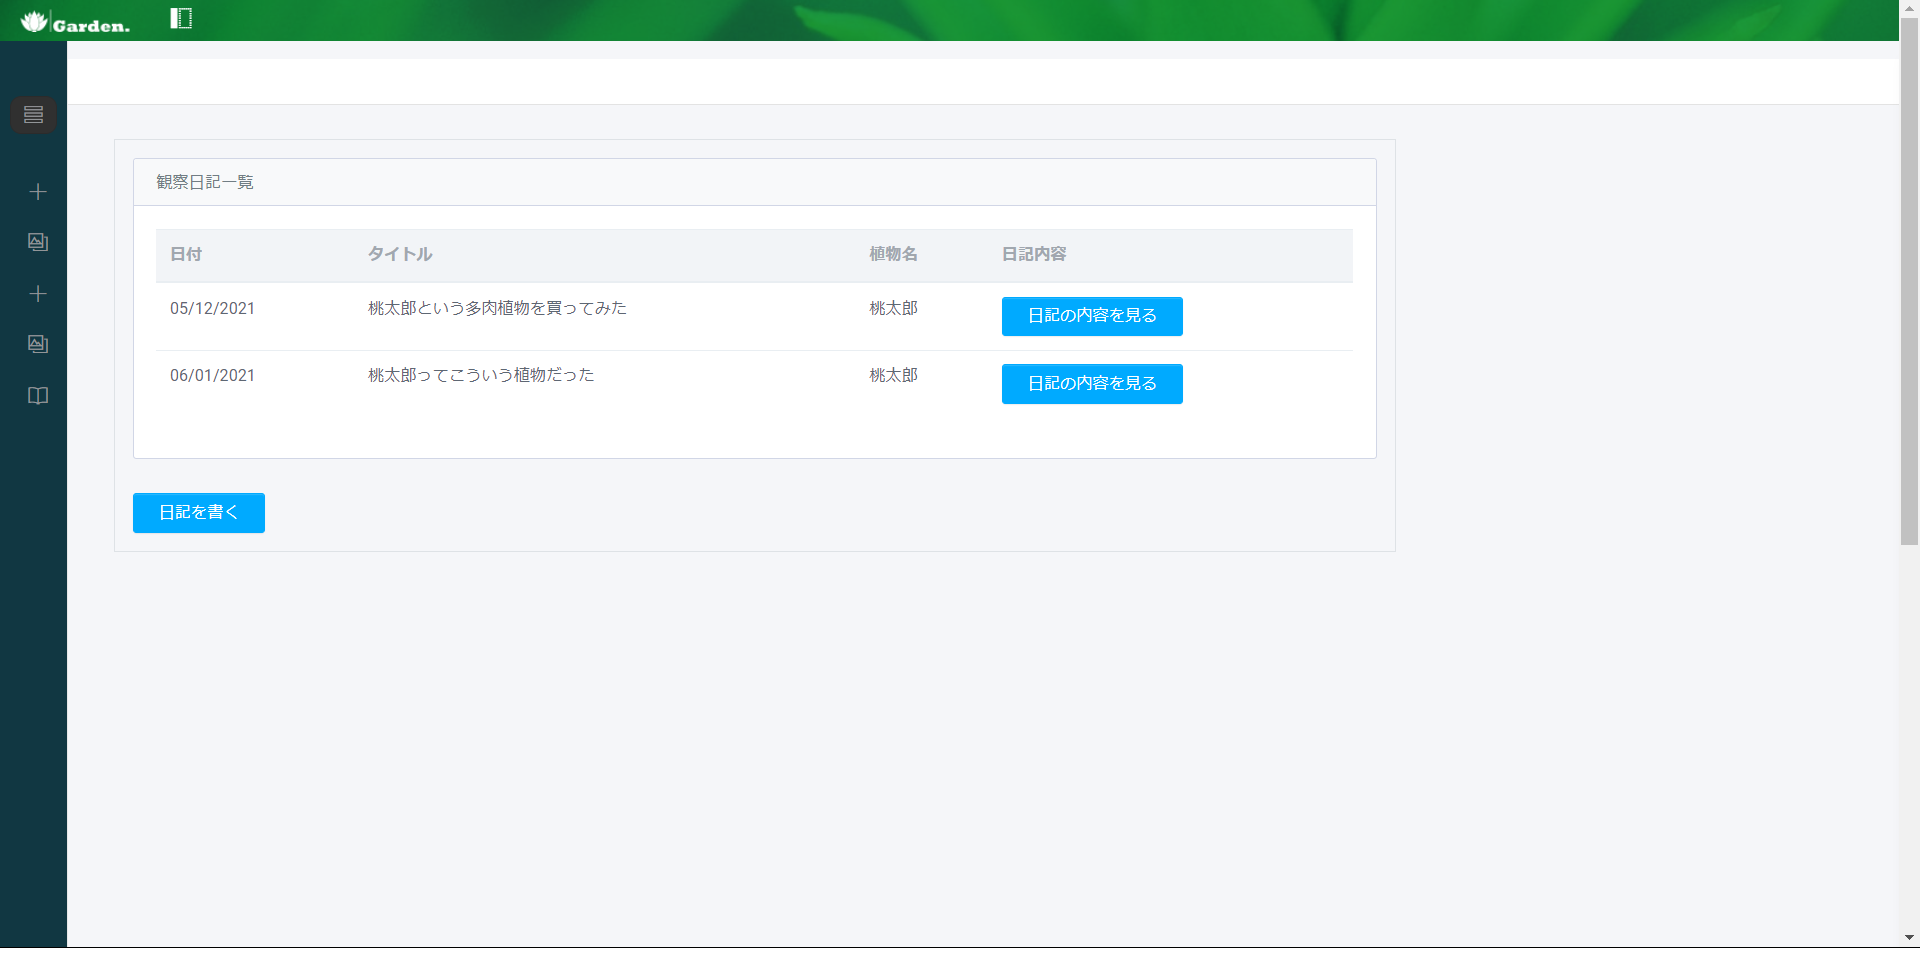 Garden.
観察日記一覧
日付 タイトル 植物名 日記内容
05/12/2021 桃太郎という多肉植物を買ってみた 桃太郎 日記の内容を見る
06/01/2021 桃太郎ってこういう植物だった 桃太郎 日記の内容を見る
日記を書く